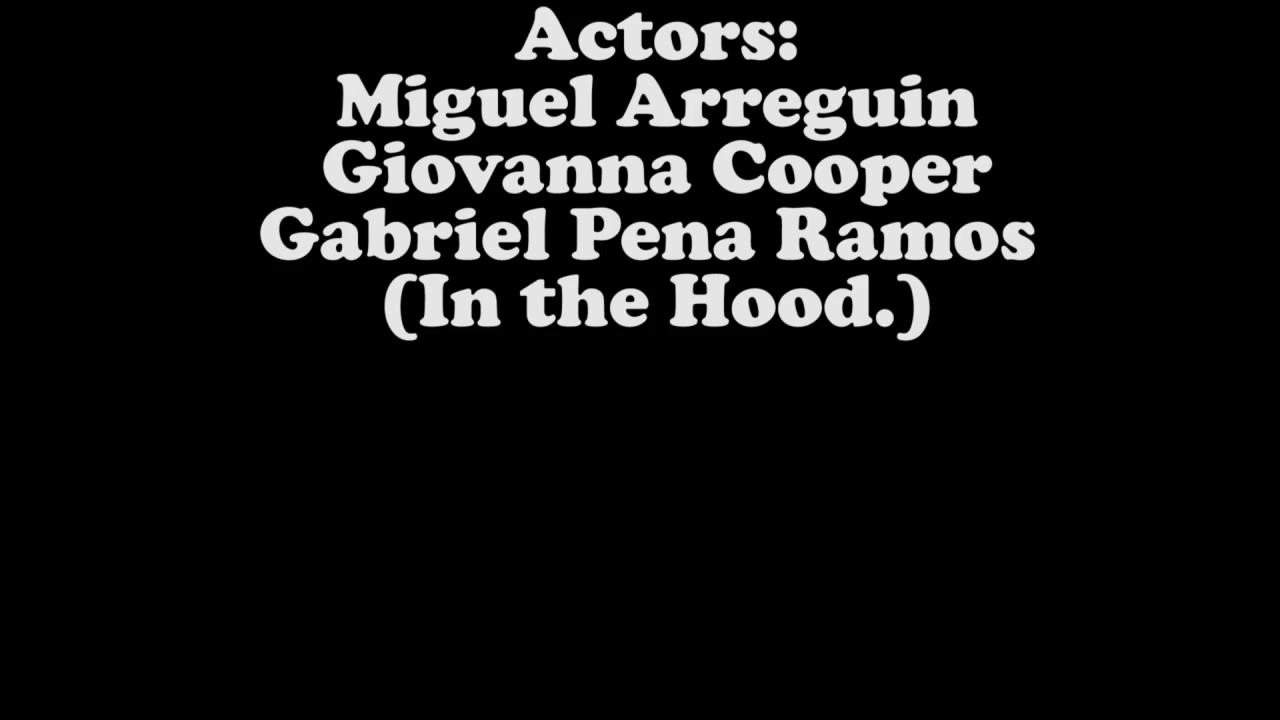 Actors:
Miguel Arreguin
Giovanna Cooper
Gabriel Pena Ramos
(In the Hood.)